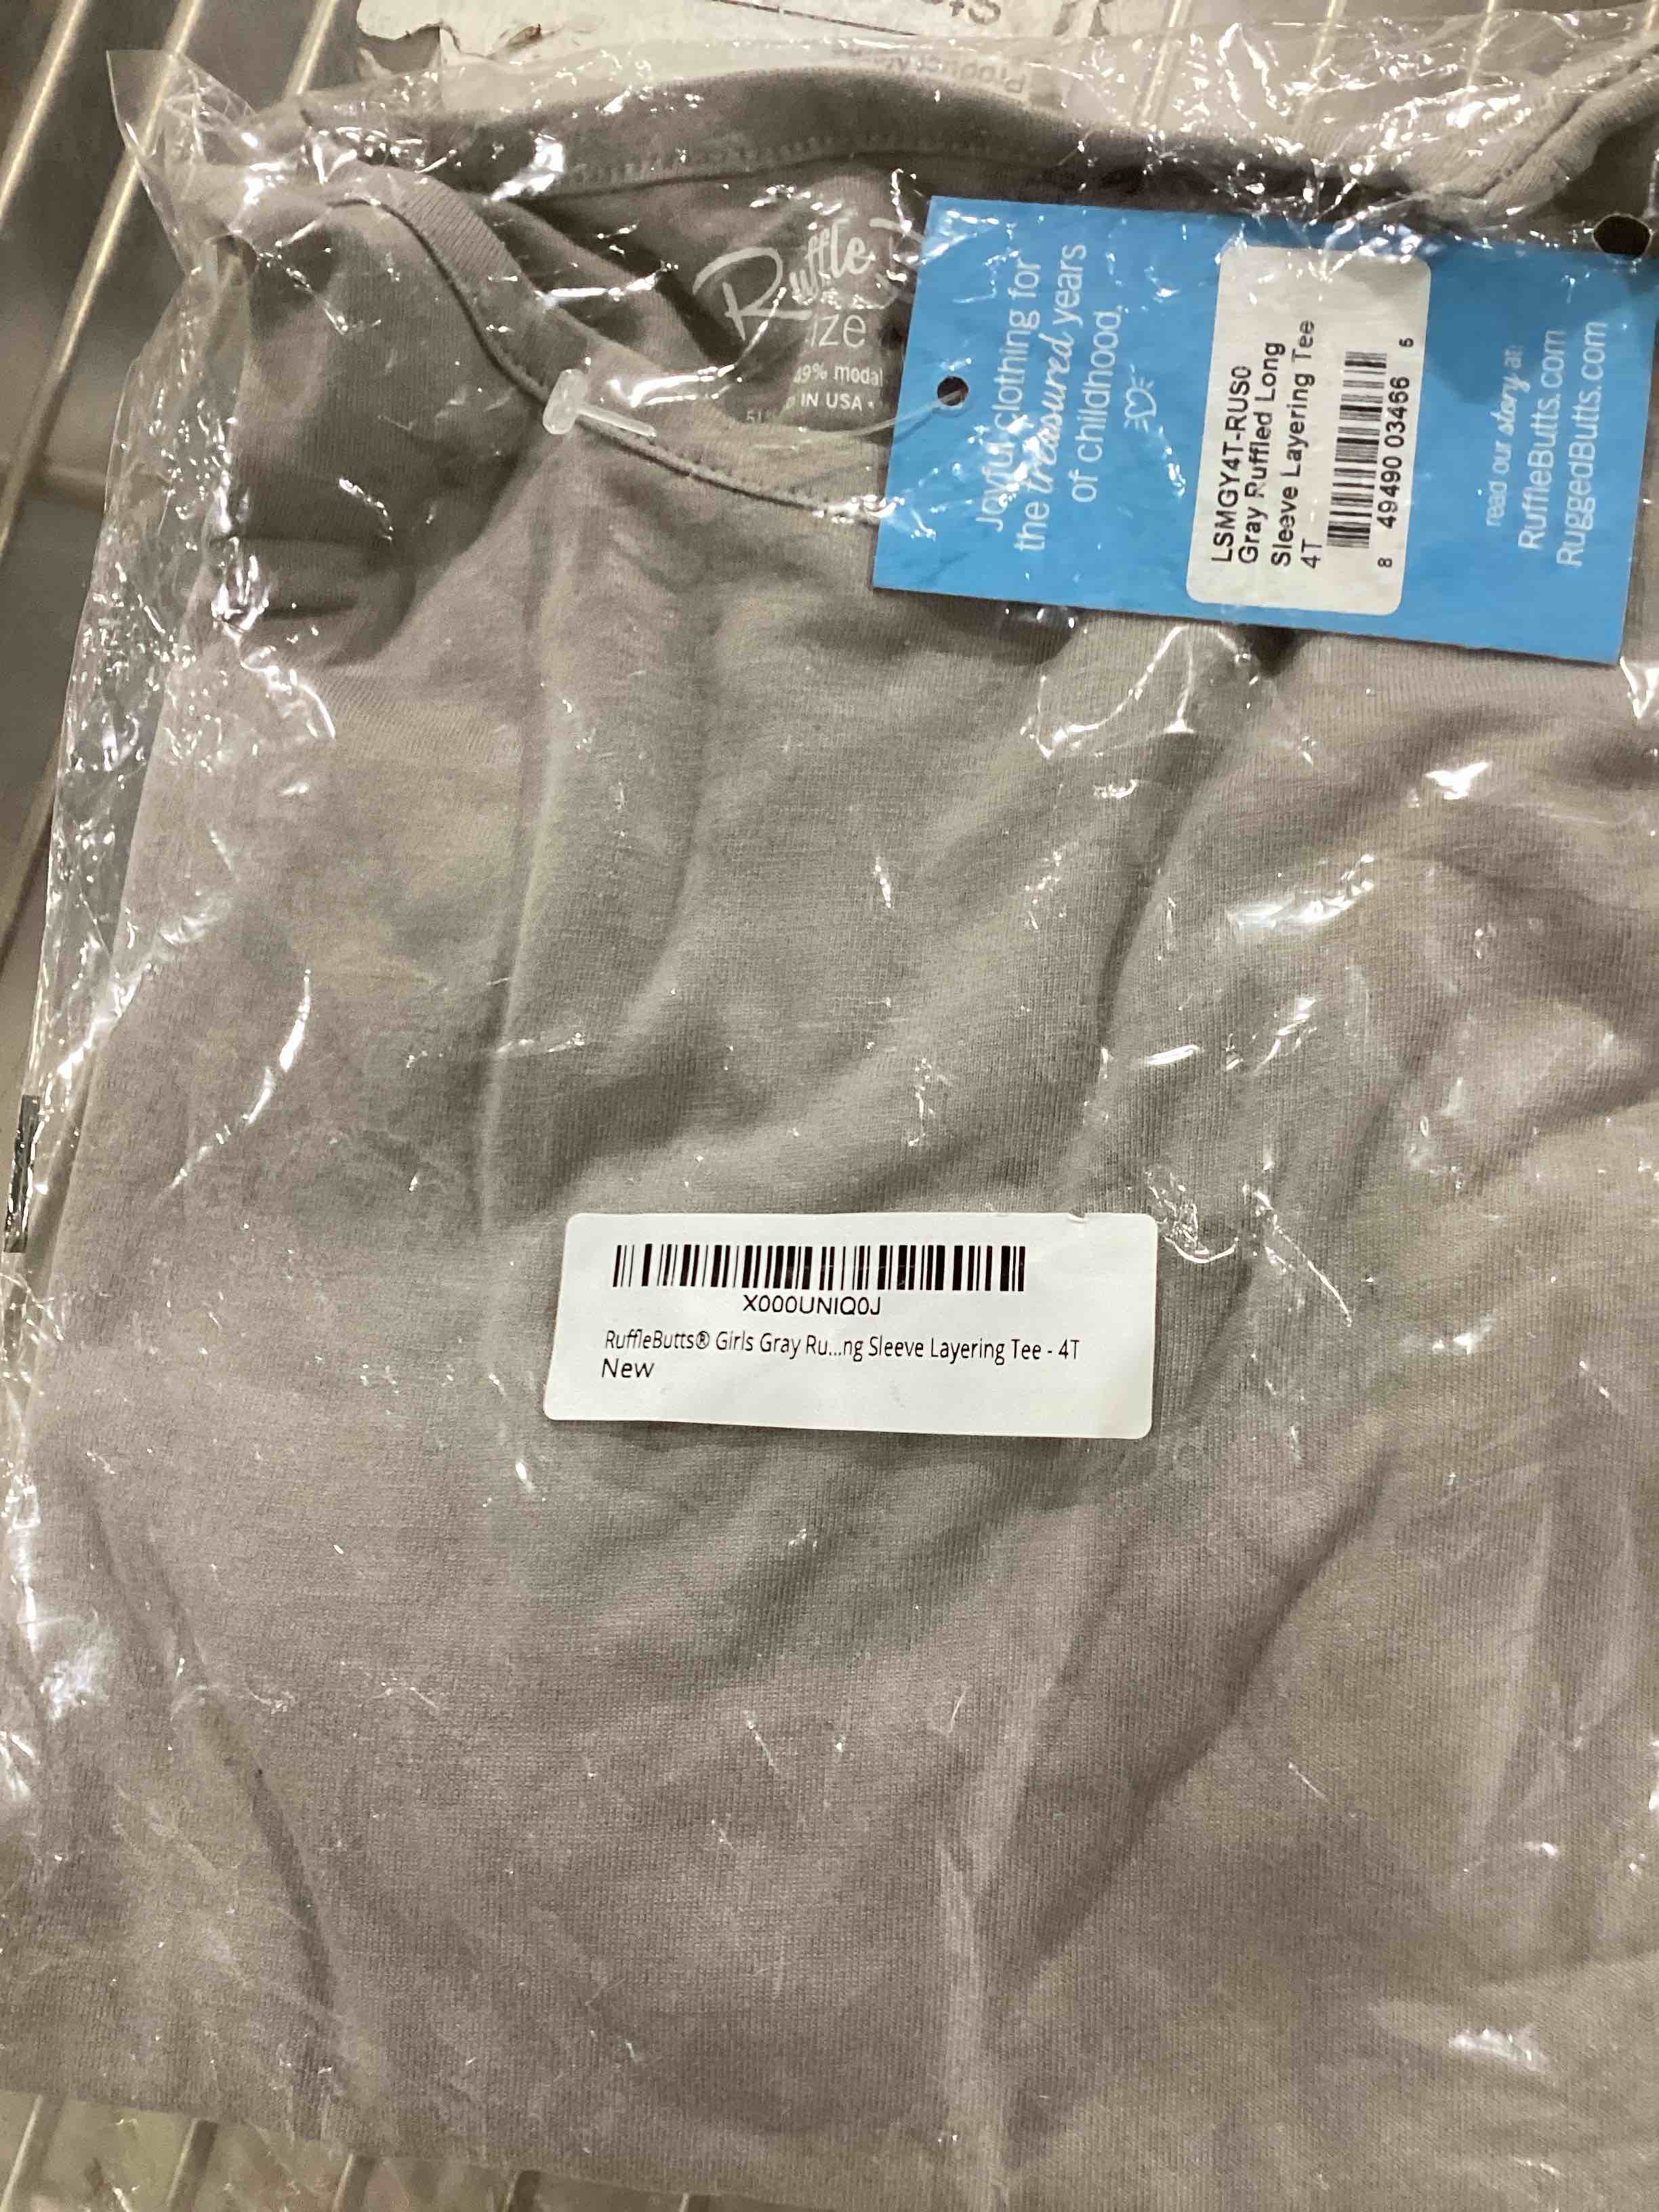 Ruffle
ize
49% modal
IN USA •
Joyful clothing for
the treasured years
of childhood.
LSMGY4T-RUS0
Gray Ruffled Long
Sleeve Layering Tee
4T
8 49490 03466 5
read our story at
RuffleButts.com
RuggedButts.com
X000UNIQ0J
RuffleButts® Girls Gray Ru...ng Sleeve Layering Tee - 4T
New